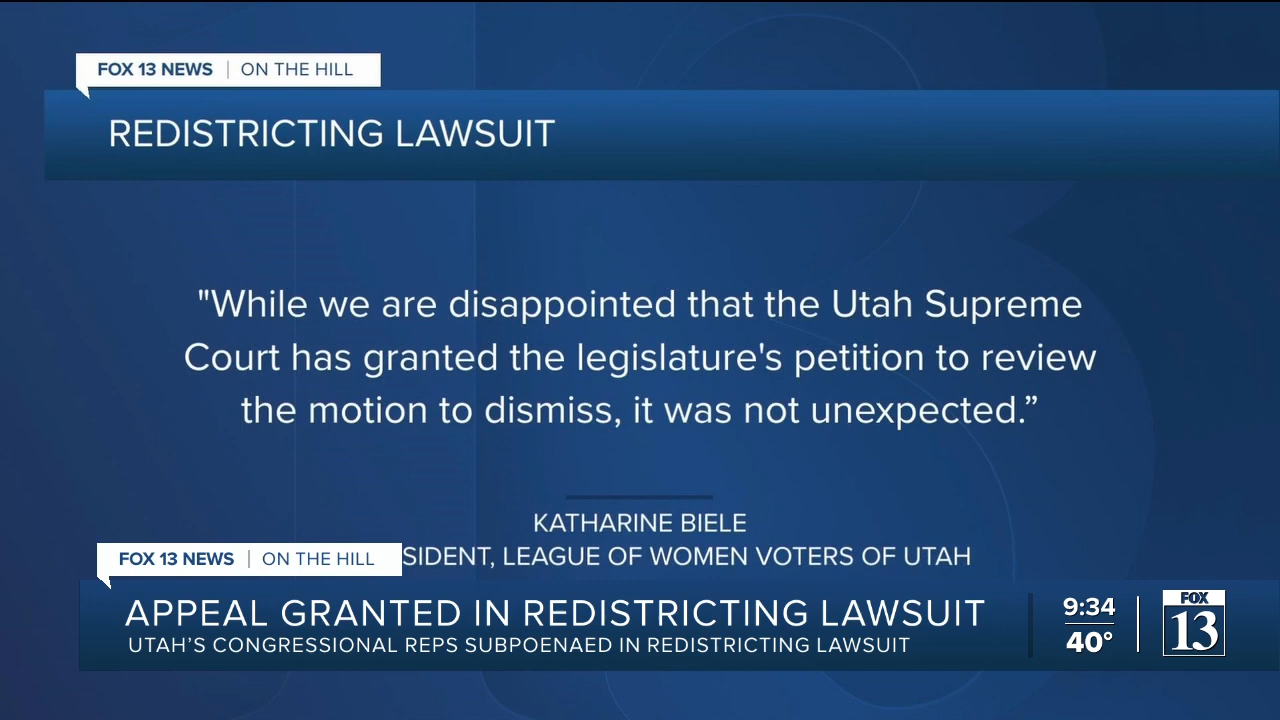 FOX 13 NEWS | ON THE HILL
REDISTRICTING LAWSUIT
"While we are disappointed that the Utah Supreme
Court has granted the legislature's petition to review
the motion to dismiss, it was not unexpected.”
KATHARINE BIELE
SIDENT, LEAGUE OF WOMEN VOTERS OF UTAH
FOX 13 NEWS | ON THE HILL
APPEAL GRANTED IN REDISTRICTING LAWSUIT
UTAH’S CONGRESSIONAL REPS SUBPOENAED IN REDISTRICTING LAWSUIT
9:34
40°
FOX
13